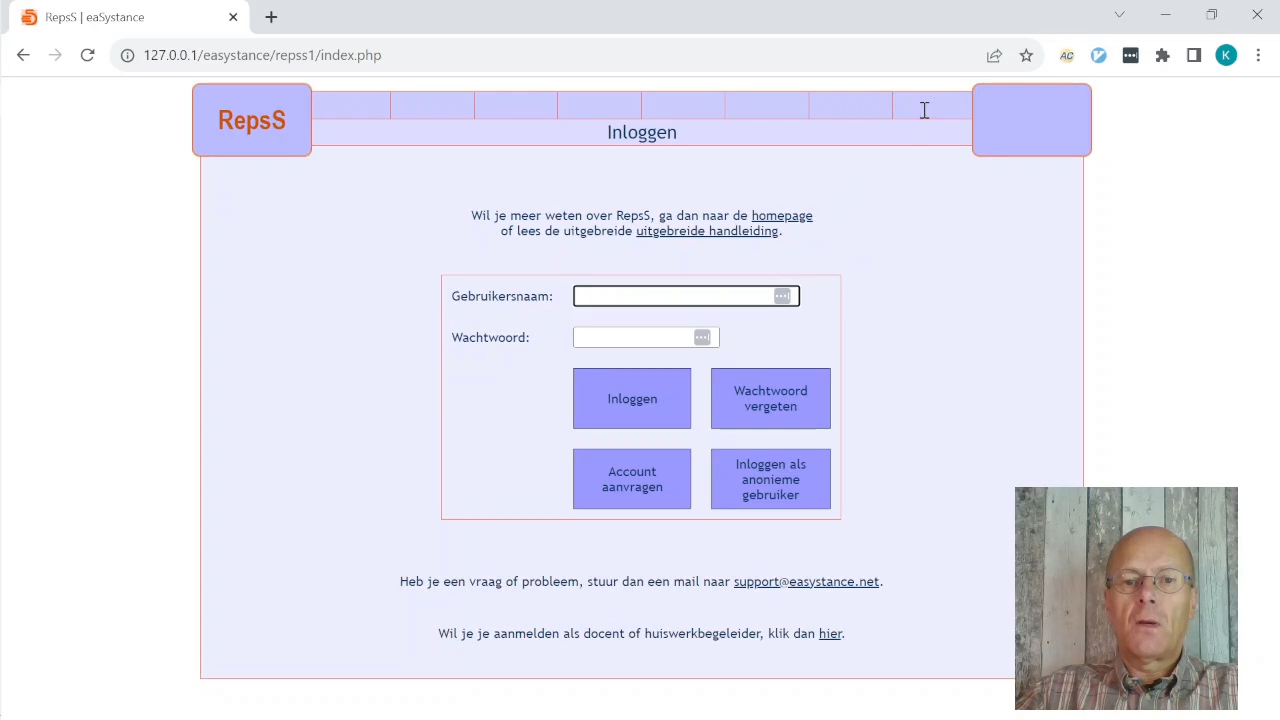 RepsS | eaSystance
127.0.0.1/easystance/repss1/index.php
AC
K
RepsS
Inloggen
Wil je meer weten over RepsS, ga dan naar de homepage
of lees de uitgebreide uitgebreide handleiding.
Gebruikersnaam:
Wachtwoord:
Inloggen
Wachtwoord
vergeten
Account
aanvragen
Inloggen als
anonieme
gebruiker
Heb je een vraag of probleem, stuur dan een mail naar support@easystance.net.
Wil je je aanmelden als docent of huiswerkbegeleider, klik dan hier.